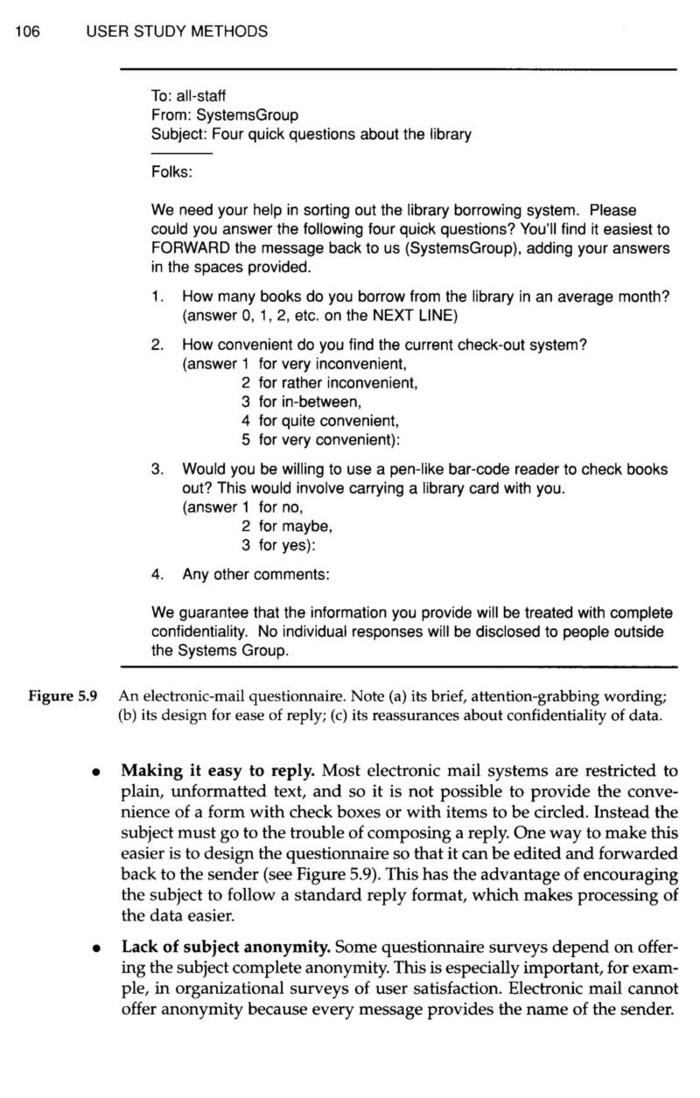 106 USER STUDY METHODS
To: all-staff
From: SystemsGroup
Subject: Four quick questions about the library
Folks:
We need your help in sorting out the library borrowing system. Please
could you answer the following four quick questions? You'll find it easiest to
FORWARD the message back to us (SystemsGroup), adding your answers
in the spaces provided.
1. How many books do you borrow from the library in an average month?
(answer 0, 1, 2, etc. on the NEXT LINE)
2. How convenient do you find the current check-out system?
(answer 1 for very inconvenient,
2 for rather inconvenient,
3 for in-between,
4 for quite convenient,
5 for very convenient):
3. Would you be willing to use a pen-like bar-code reader to check books
out? This would involve carrying a library card with you.
(answer 1 for no,
2 for maybe,
3 for yes):
4. Any other comments:
We guarantee that the information you provide will be treated with complete
confidentiality. No individual responses will be disclosed to people outside
the Systems Group.
Figure 5.9 An electronic-mail questionnaire. Note (a) its brief, attention-grabbing wording;
(b) its design for ease of reply; (c) its reassurances about confidentiality of data.
• Making it easy to reply. Most electronic mail systems are restricted to
plain, unformatted text, and so it is not possible to provide the conve-
nience of a form with check boxes or with items to be circled. Instead the
subject must go to the trouble of composing a reply. One way to make this
easier is to design the questionnaire so that it can be edited and forwarded
back to the sender (see Figure 5.9). This has the advantage of encouraging
the subject to follow a standard reply format, which makes processing of
the data easier.
• Lack of subject anonymity. Some questionnaire surveys depend on offer-
ing the subject complete anonymity. This is especially important, for exam-
ple, in organizational surveys of user satisfaction. Electronic mail cannot
offer anonymity because every message provides the name of the sender.